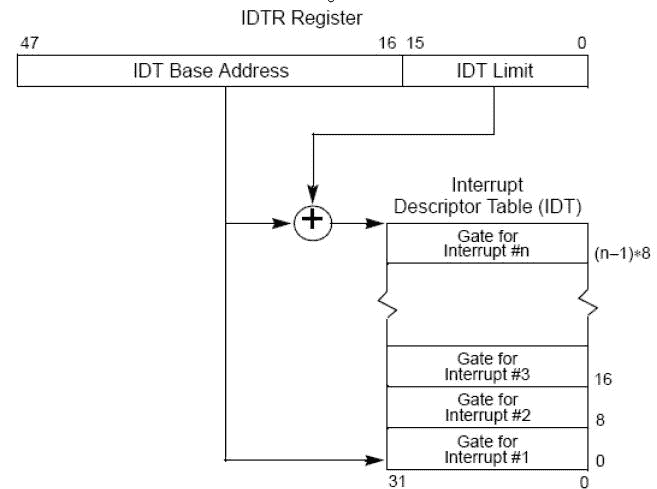 IDTR Register
47 16 15 0
IDT Base Address IDT Limit
+
Interrupt
Descriptor Table (IDT)
Gate for
Interrupt #n
(n–1)∗8
Gate for
Interrupt #3
16
Gate for
Interrupt #2
8
Gate for
Interrupt #1
0
31 0